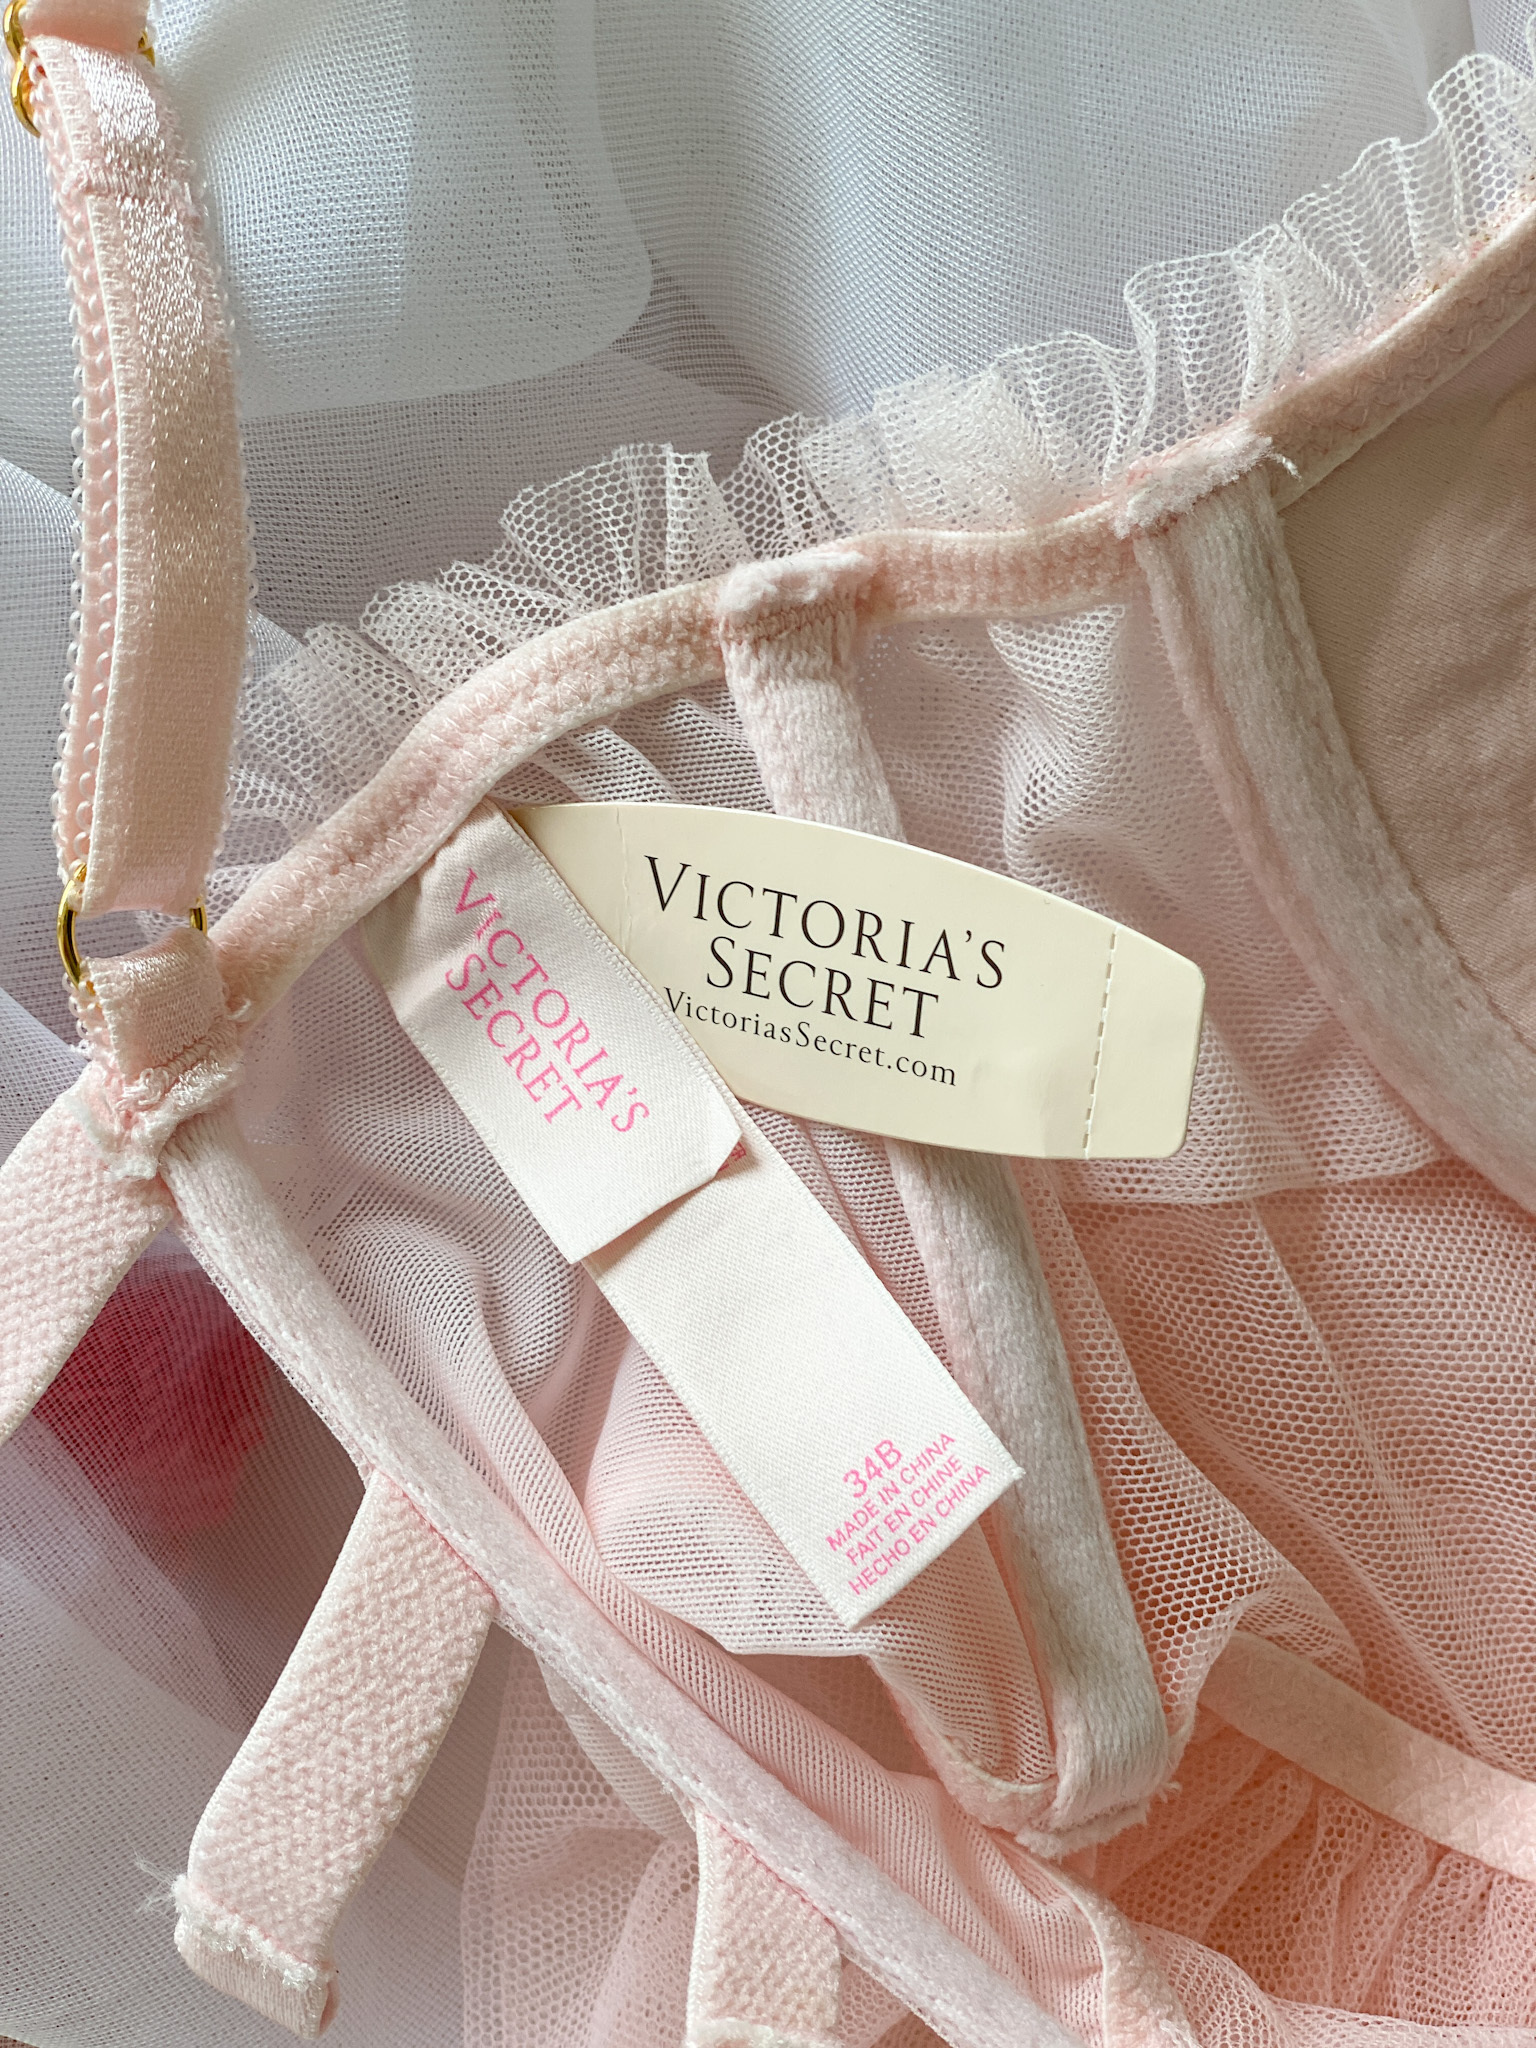 VICTORIA'S
SECRET
VictoriasSecret.com
VICTORIA'S
SECRET
34B
MADE IN CHINA
FAIT EN CHINE
HECHO EN CHINA